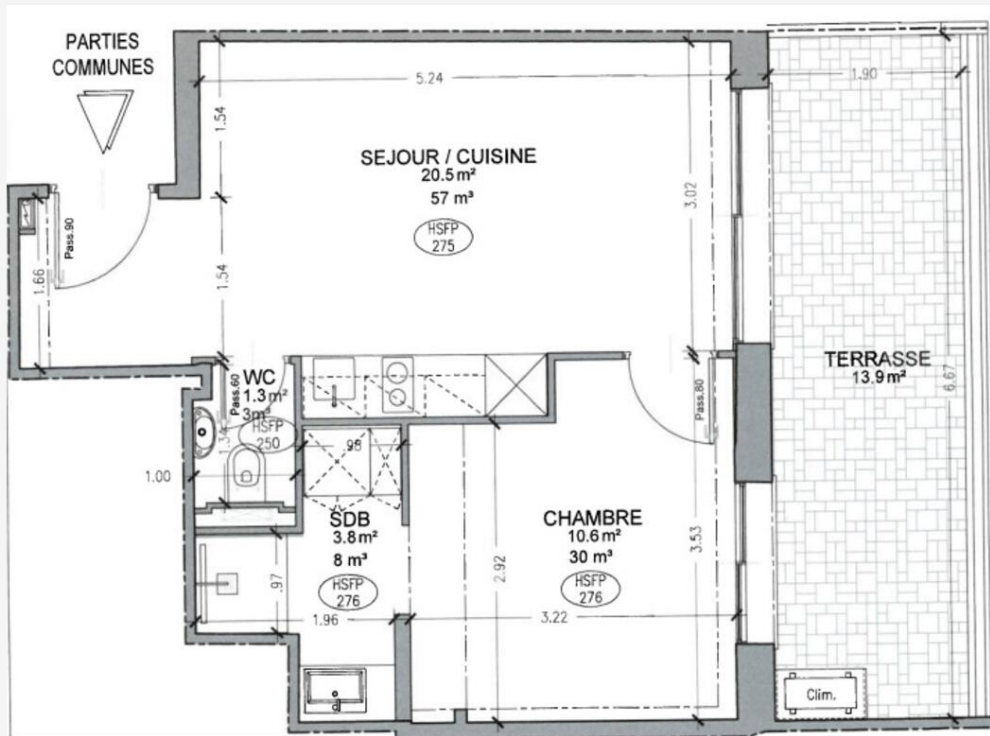 PARTIES
COMMUNES
5.24
1.90
1.54
SEJOUR / CUISINE
20.5 m²
57 m³
HSFP
275
3.02
Pass.90
1.66
1.54
TERRASSE
13.9 m²
6.67
WC
1.3 m²
3m³
HSFP
250
Pass.60
Pass.80
1.00
.98
SDB
3.8 m²
8 m³
HSFP
276
.97
1.96
CHAMBRE
10.6 m²
30 m³
HSFP
276
2.92
3.53
3.22
Clim.